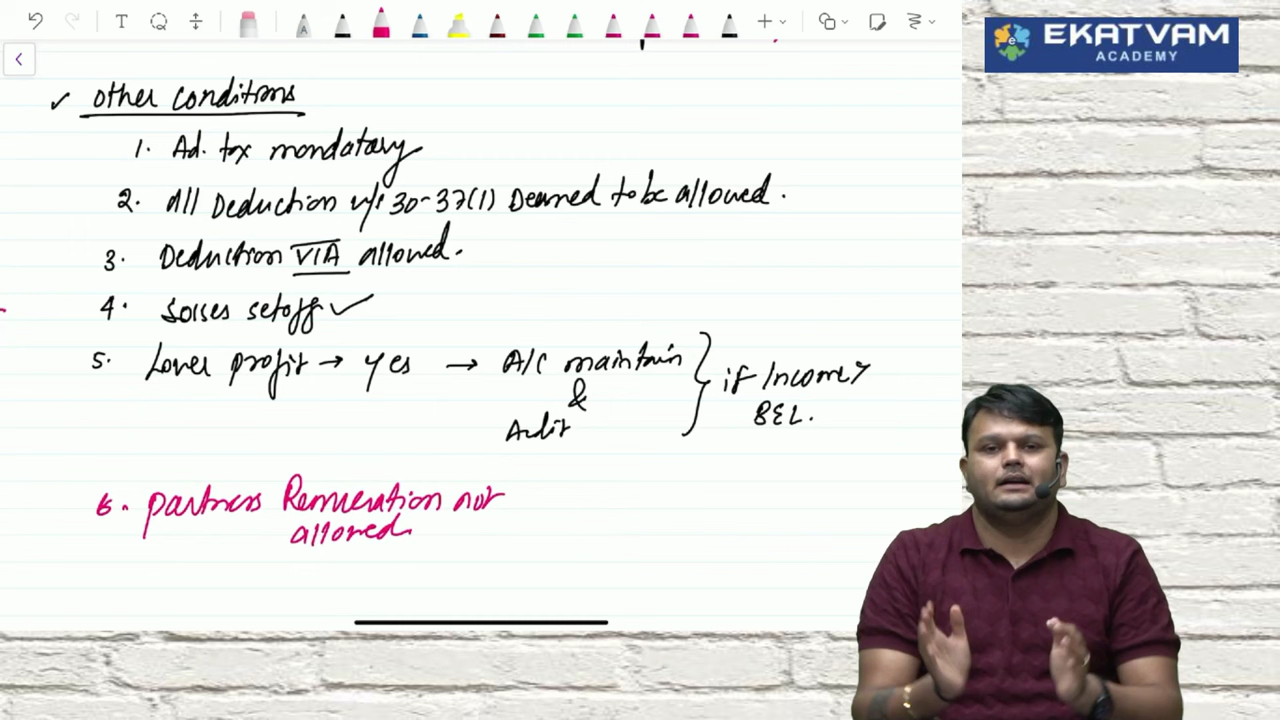 EKATVAM
ACADEMY
✓ other conditions
1. Ad. tax mandatory
2. All Deduction u/s 30-37(1) Deemed to be allowed.
3. Deduction VIA allowed.
4. Losses setoff ✓
5. Lower profit → yes → A/C maintain
&
Audit
if Income >
BEL.
6. partners Remuneration not
allowed